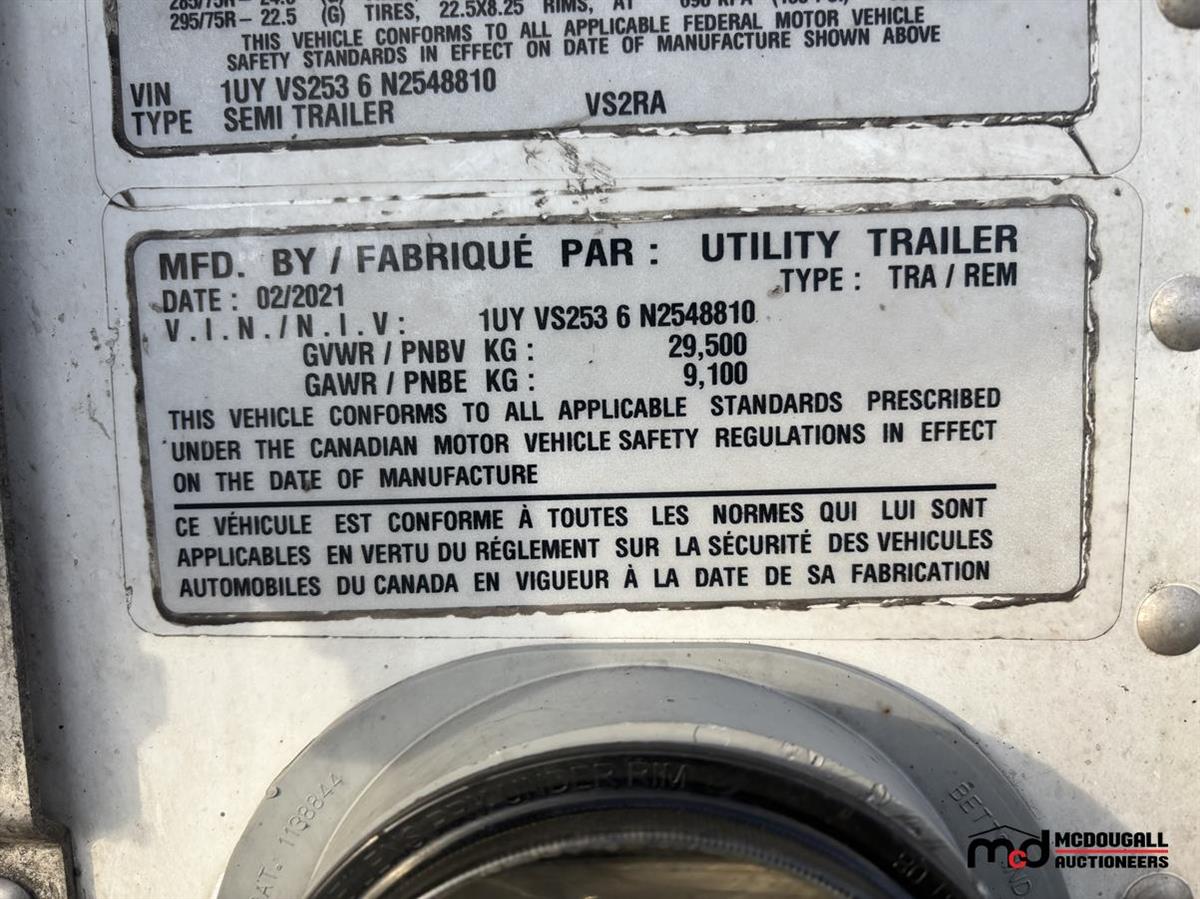 295/75R - 22.5 (G) TIRES, 22.5X8.25 RIMS, AT
THIS VEHICLE CONFORMS TO ALL APPLICABLE FEDERAL MOTOR VEHICLE
SAFETY STANDARDS IN EFFECT ON DATE OF MANUFACTURE SHOWN ABOVE
VIN 1UY VS253 6 N2548810
TYPE SEMI TRAILER VS2RA
MFD. BY / FABRIQUÉ PAR : UTILITY TRAILER
DATE : 02/2021 TYPE : TRA / REM
V.I.N./N.I.V: 1UY VS253 6 N2548810
GVWR / PNBV KG : 29,500
GAWR / PNBE KG : 9,100
THIS VEHICLE CONFORMS TO ALL APPLICABLE STANDARDS PRESCRIBED
UNDER THE CANADIAN MOTOR VEHICLE SAFETY REGULATIONS IN EFFECT
ON THE DATE OF MANUFACTURE
CE VÉHICULE EST CONFORME À TOUTES LES NORMES QUI LUI SONT
APPLICABLES EN VERTU DU RÉGLEMENT SUR LA SÉCURITÉ DES VEHICULES
AUTOMOBILES DU CANADA EN VIGUEUR À LA DATE DE SA FABRICATION
UNDER RIM
CAT. 1138844
mcd MCDOUGALL
AUCTIONEERS